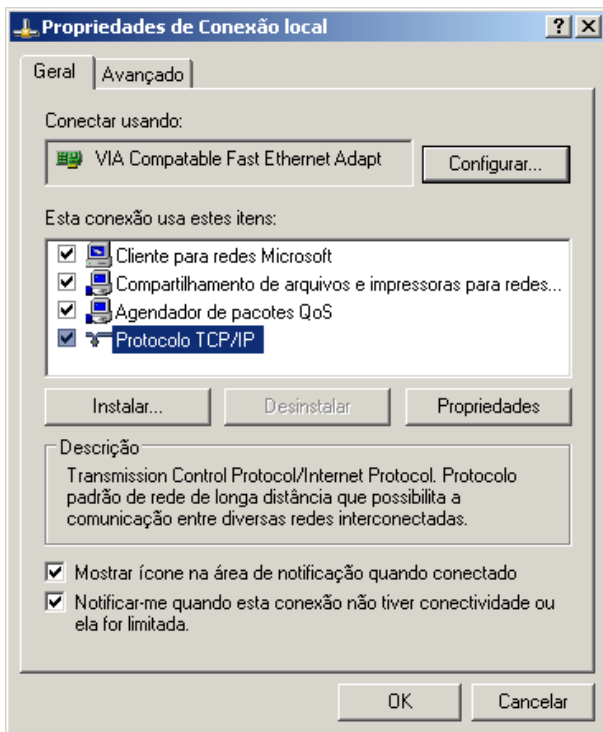 Propriedades de Conexão local
Geral
Avançado
Conectar usando:
VIA Compatable Fast Ethernet Adapt
Configurar...
Esta conexão usa estes itens:
Cliente para redes Microsoft
Compartilhamento de arquivos e impressoras para redes...
Agendador de pacotes QoS
Protocolo TCP/IP
Instalar...
Desinstalar
Propriedades
Descrição
Transmission Control Protocol/Internet Protocol. Protocolo
padrão de rede de longa distância que possibilita a
comunicação entre diversas redes interconectadas.
Mostrar ícone na área de notificação quando conectado
Notificar-me quando esta conexão não tiver conectividade ou
ela for limitada.
OK
Cancelar